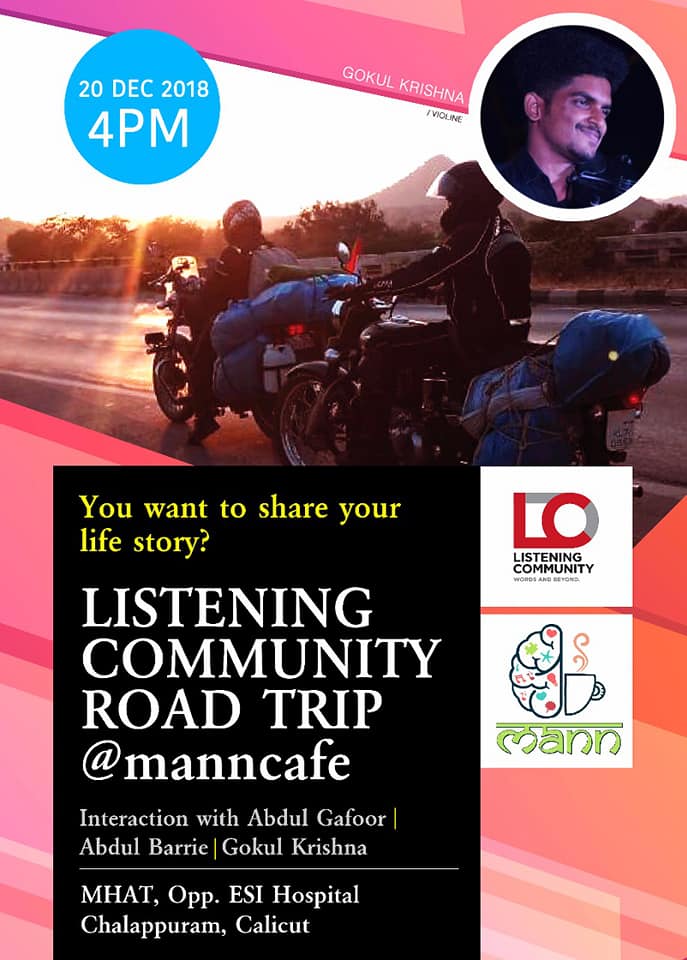 20 DEC 2018
4PM
GOKUL KRISHNA
/ VIOLINE
You want to share your
life story?
LISTENING
COMMUNITY
ROAD TRIP
@manncafe
Interaction with Abdul Gafoor|
Abdul Barrie|Gokul Krishna
MHAT, Opp. ESI Hospital
Chalappuram, Calicut
LC
LISTENING
COMMUNITY
WORDS AND BEYOND.
mann